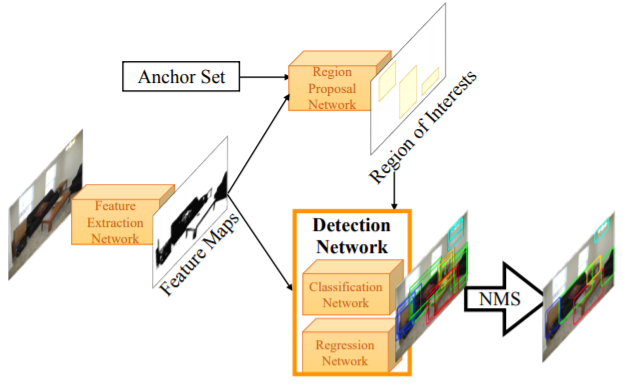 Anchor Set
Region
Proposal
Network
Region of Interests
Feature
Extraction
Network
Feature Maps
Detection
Network
Classification
Network
Regression
Network
NMS